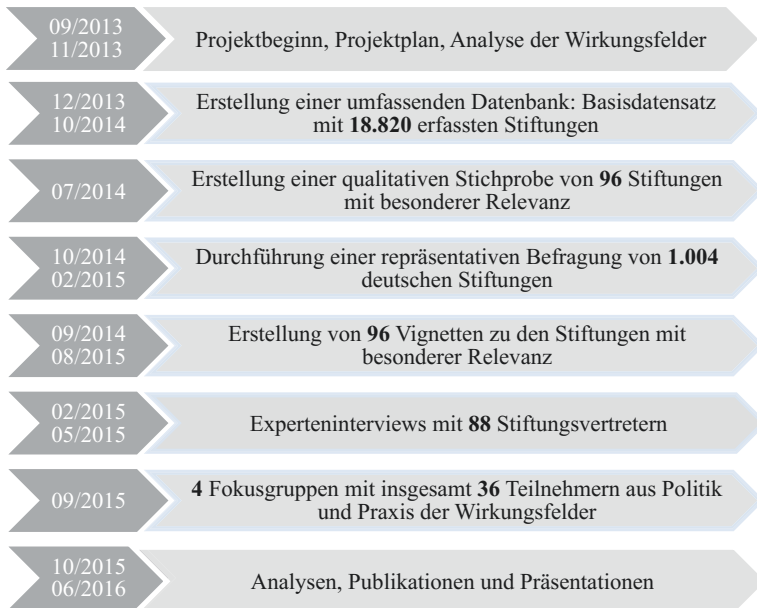 09/2013
11/2013
Projektbeginn, Projektplan, Analyse der Wirkungsfelder
12/2013
10/2014
Erstellung einer umfassenden Datenbank: Basisdatensatz
mit 18.820 erfassten Stiftungen
07/2014
Erstellung einer qualitativen Stichprobe von 96 Stiftungen
mit besonderer Relevanz
10/2014
02/2015
Durchführung einer repräsentativen Befragung von 1.004
deutschen Stiftungen
09/2014
08/2015
Erstellung von 96 Vignetten zu den Stiftungen mit
besonderer Relevanz
02/2015
05/2015
Experteninterviews mit 88 Stiftungsvertretern
09/2015
4 Fokusgruppen mit insgesamt 36 Teilnehmern aus Politik
und Praxis der Wirkungsfelder
10/2015
06/2016
Analysen, Publikationen und Präsentationen